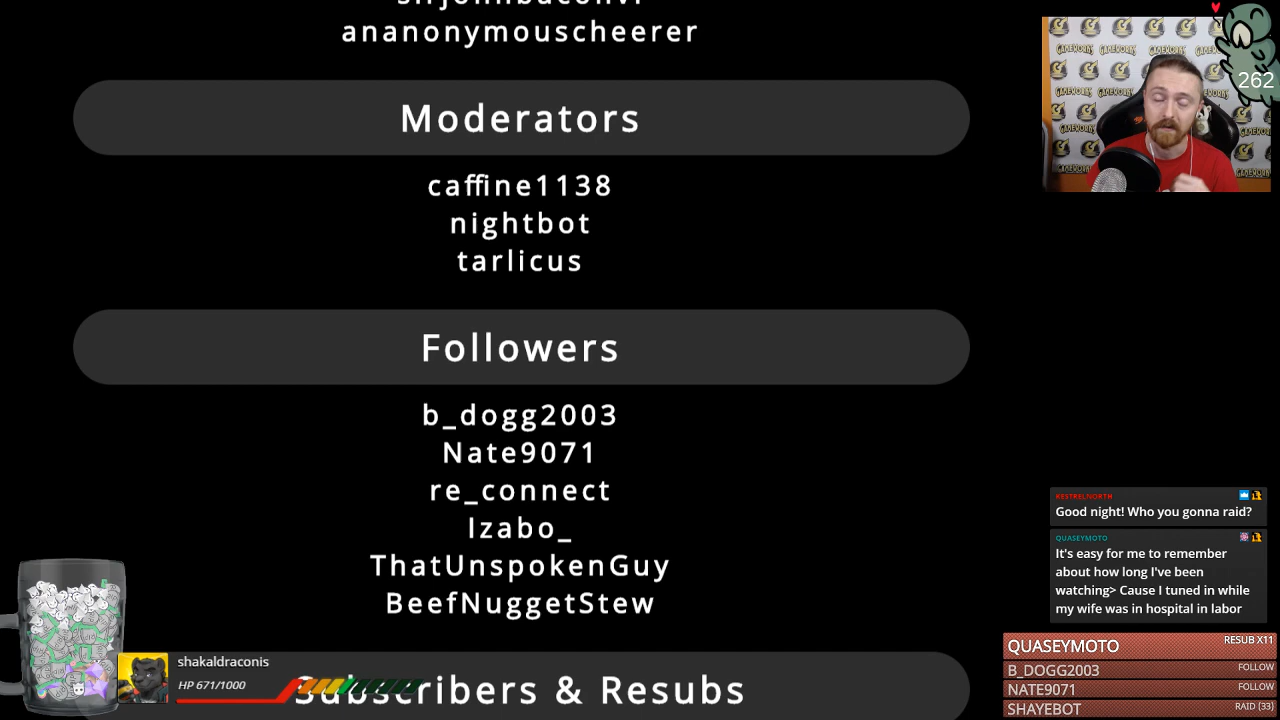 ananonymouscheerer
Moderators
caffine1138
nightbot
tarlicus
Followers
b_dogg2003
Nate9071
re_connect
Izabo_
ThatUnspokenGuy
BeefNuggetStew
Subscribers & Resubs
shakaldraconis
HP 671/1000
262
RESTRELNORTH
Good night! Who you gonna raid?
QUASEYMOTO
It's easy for me to remember
about how long I've been
watching> Cause I tuned in while
my wife was in hospital in labor
QUASEYMOTO RESUB X11
B_DOGG2003 FOLLOW
NATE9071 FOLLOW
SHAYEBOT RAID (33)